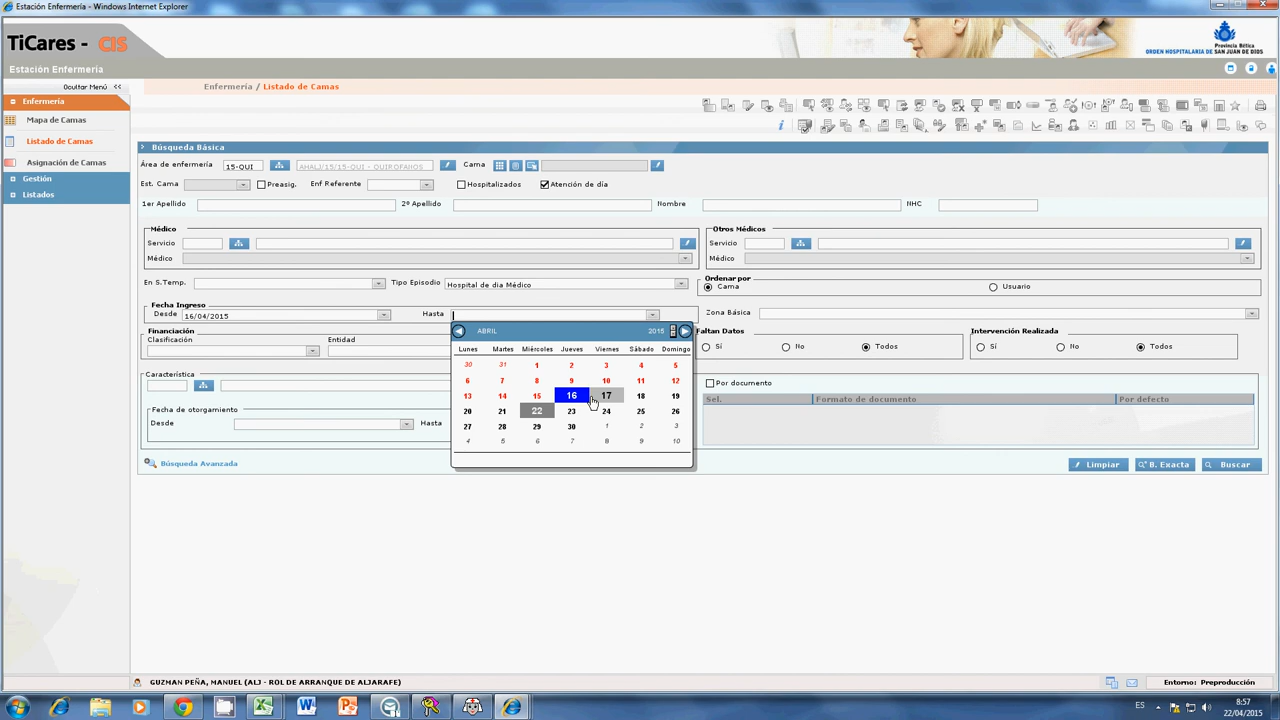 Estación Enfermería - Windows Internet Explorer
TiCares - CIS
Provincia Bética
ORDEN HOSPITALARIA DE
SAN JUAN DE DIOS
Estación Enfermería
Ocultar Menú <<
Enfermería / Listado de Camas
Enfermería
Mapa de Camas
Listado de Camas
Asignación de Camas
Gestión
Listados
Búsqueda Básica
Área de enfermería 15-QUI AHALJ/15/15-QUI - QUIROFANOS Cama
Est. Cama Preasig. Enf Referente Hospitalizados Atención de día
1er Apellido 2º Apellido Nombre NHC
Médico Otros Médicos
Servicio Servicio
Médico Médico
En S.Temp. Tipo Episodio Hospital de dia Médico
Ordenar por
Cama Usuario
Fecha Ingreso
Desde 16/04/2015 Hasta Zona Básica
ABRIL 2015
Lunes Martes Miércoles Jueves Viernes Sábado Domingo
30 31 1 2 3 4 5
6 7 8 9 10 11 12
13 14 15 16 17 18 19
20 21 22 23 24 25 26
27 28 29 30 1 2 3
4 5 6 7 8 9 10
Financiación
Clasificación Entidad
Faltan Datos Intervención Realizada
Sí No Todos Sí No Todos
Característica
Por documento
Sel. Formato de documento Por defecto
Fecha de otorgamiento
Desde Hasta
Búsqueda Avanzada
Limpiar B. Exacta Buscar
GUZMAN PEÑA, MANUEL (ALJ - ROL DE ARRANQUE DE ALJARAFE)
Entorno: Preproducción
ES
8:57
22/04/2015